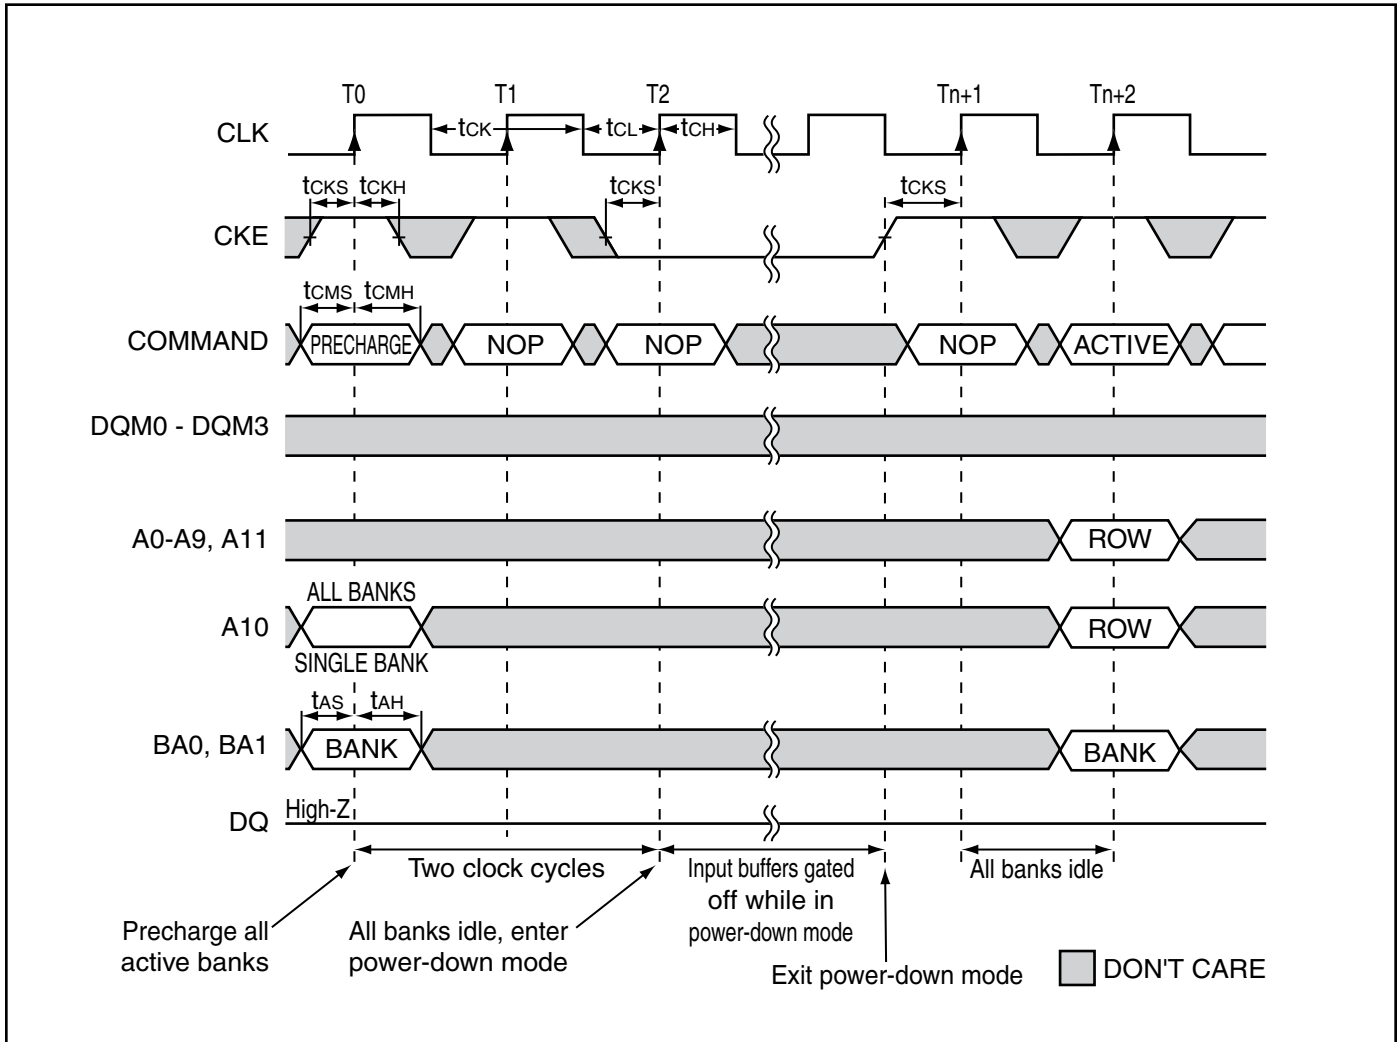 T0 T1 T2 Tn+1 Tn+2
CLK tCK tCL tCH
tCKS tCKH tCKS tCKS
CKE
tCMS tCMH
COMMAND PRECHARGE NOP NOP NOP ACTIVE
DQM0 - DQM3
A0-A9, A11 ROW
ALL BANKS
A10 ROW
SINGLE BANK
tAS tAH
BA0, BA1 BANK BANK
High-Z
DQ
Two clock cycles
Input buffers gated
off while in
power-down mode
All banks idle
Precharge all
active banks
All banks idle, enter
power-down mode
Exit power-down mode
DON'T CARE